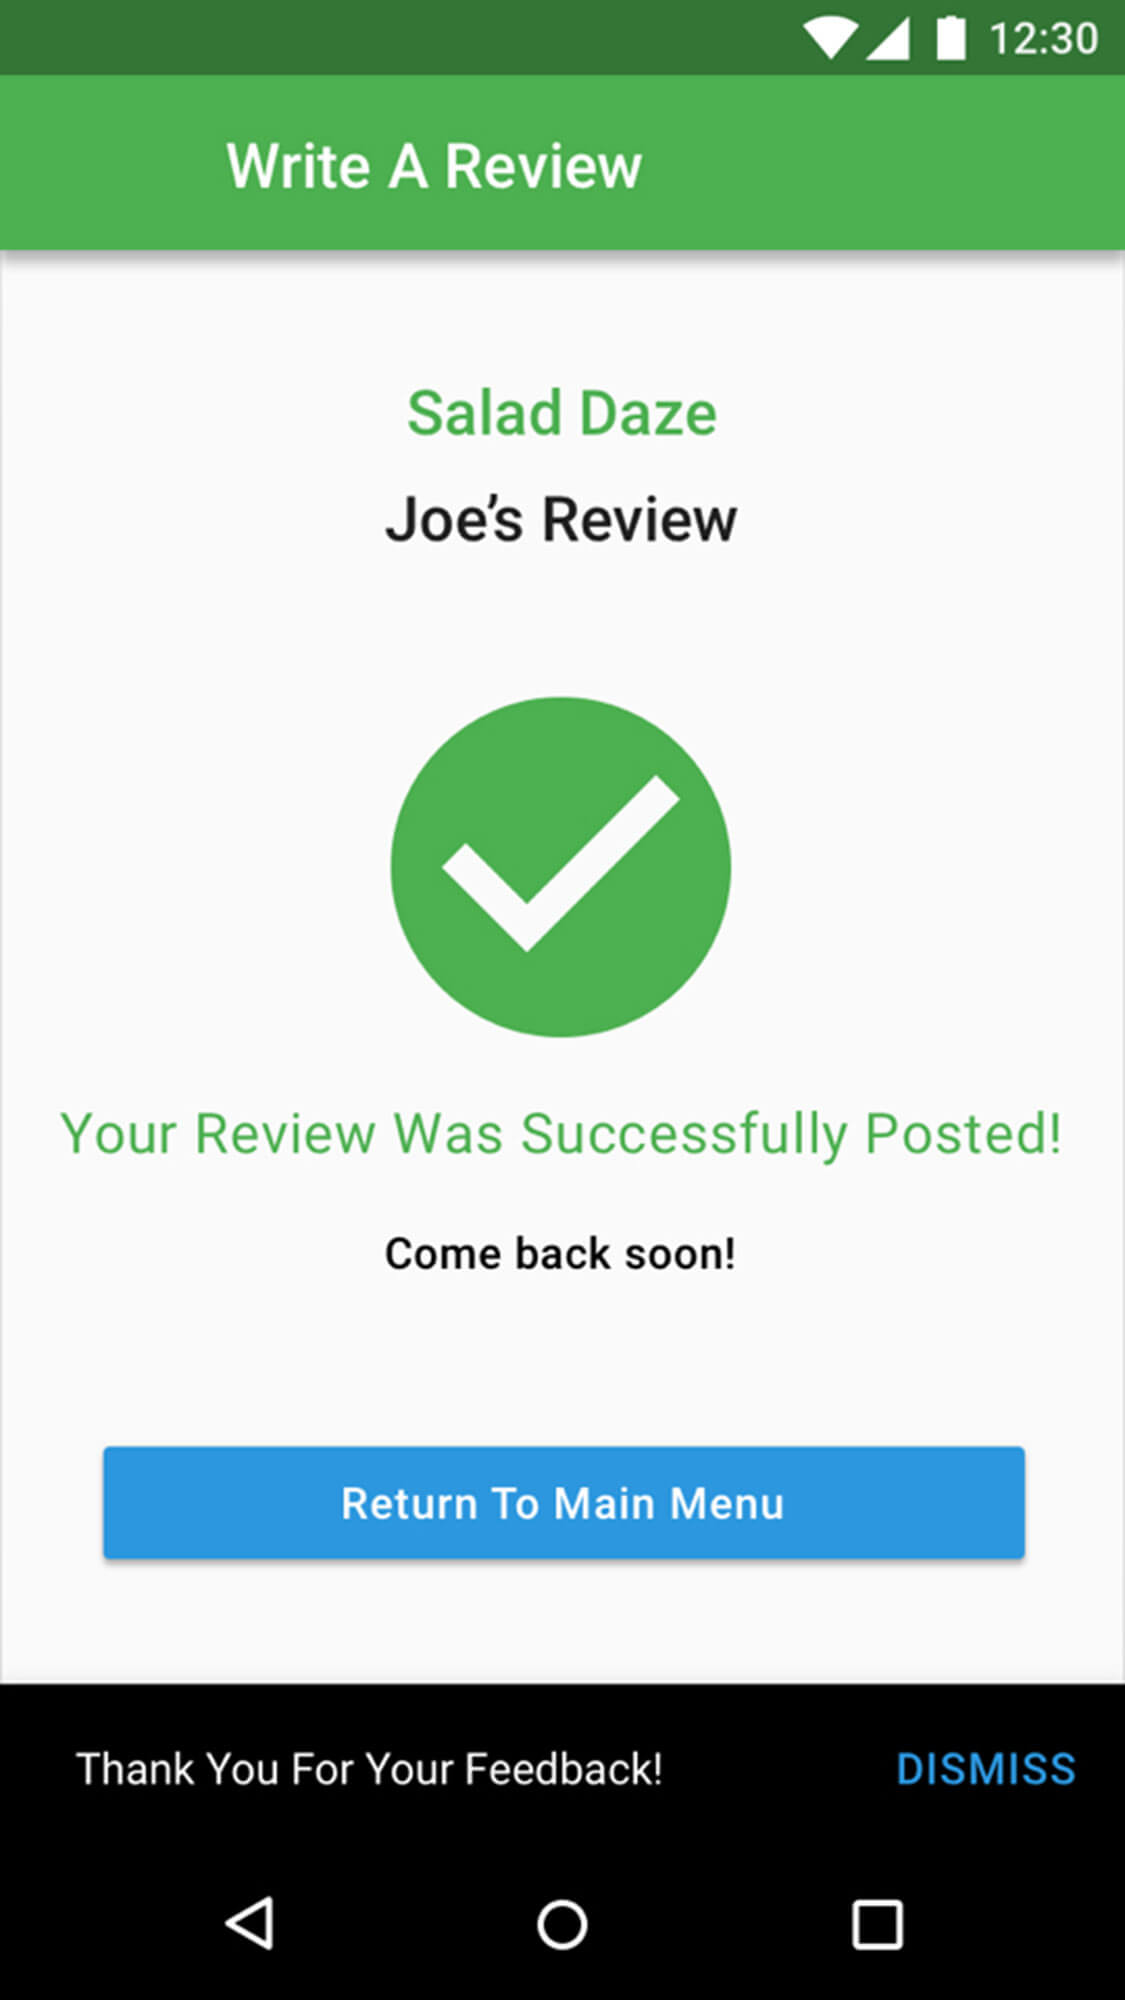 12:30
Write A Review
Salad Daze
Joe’s Review
Your Review Was Successfully Posted!
Come back soon!
Return To Main Menu
Thank You For Your Feedback! DISMISS